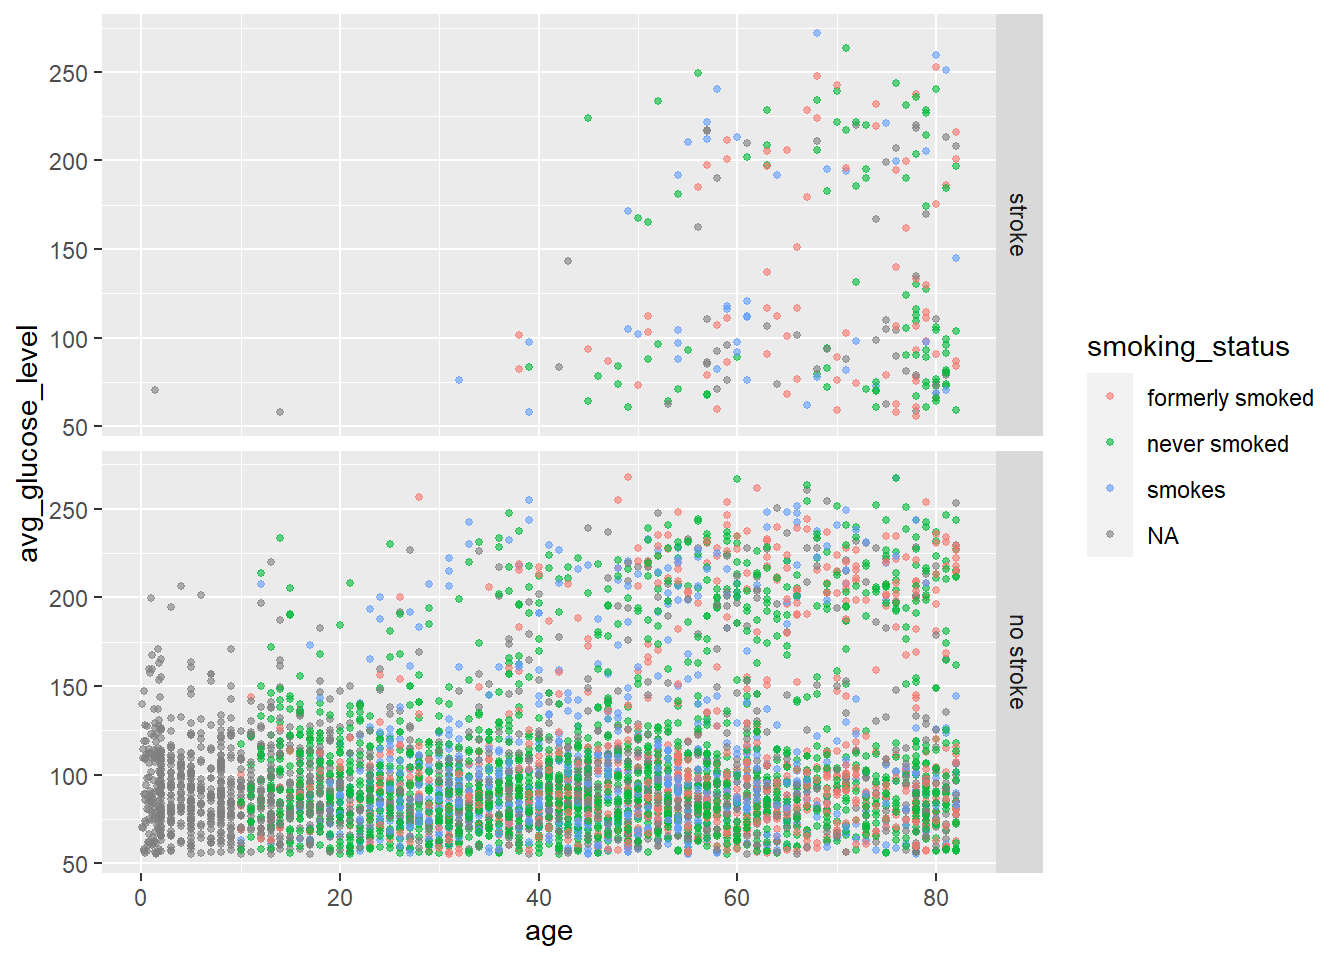 avg_glucose_level
250
200
150
100
50
stroke
250
200
150
100
50
no stroke
0 20 40 60 80
age
smoking_status
formerly smoked
never smoked
smokes
NA